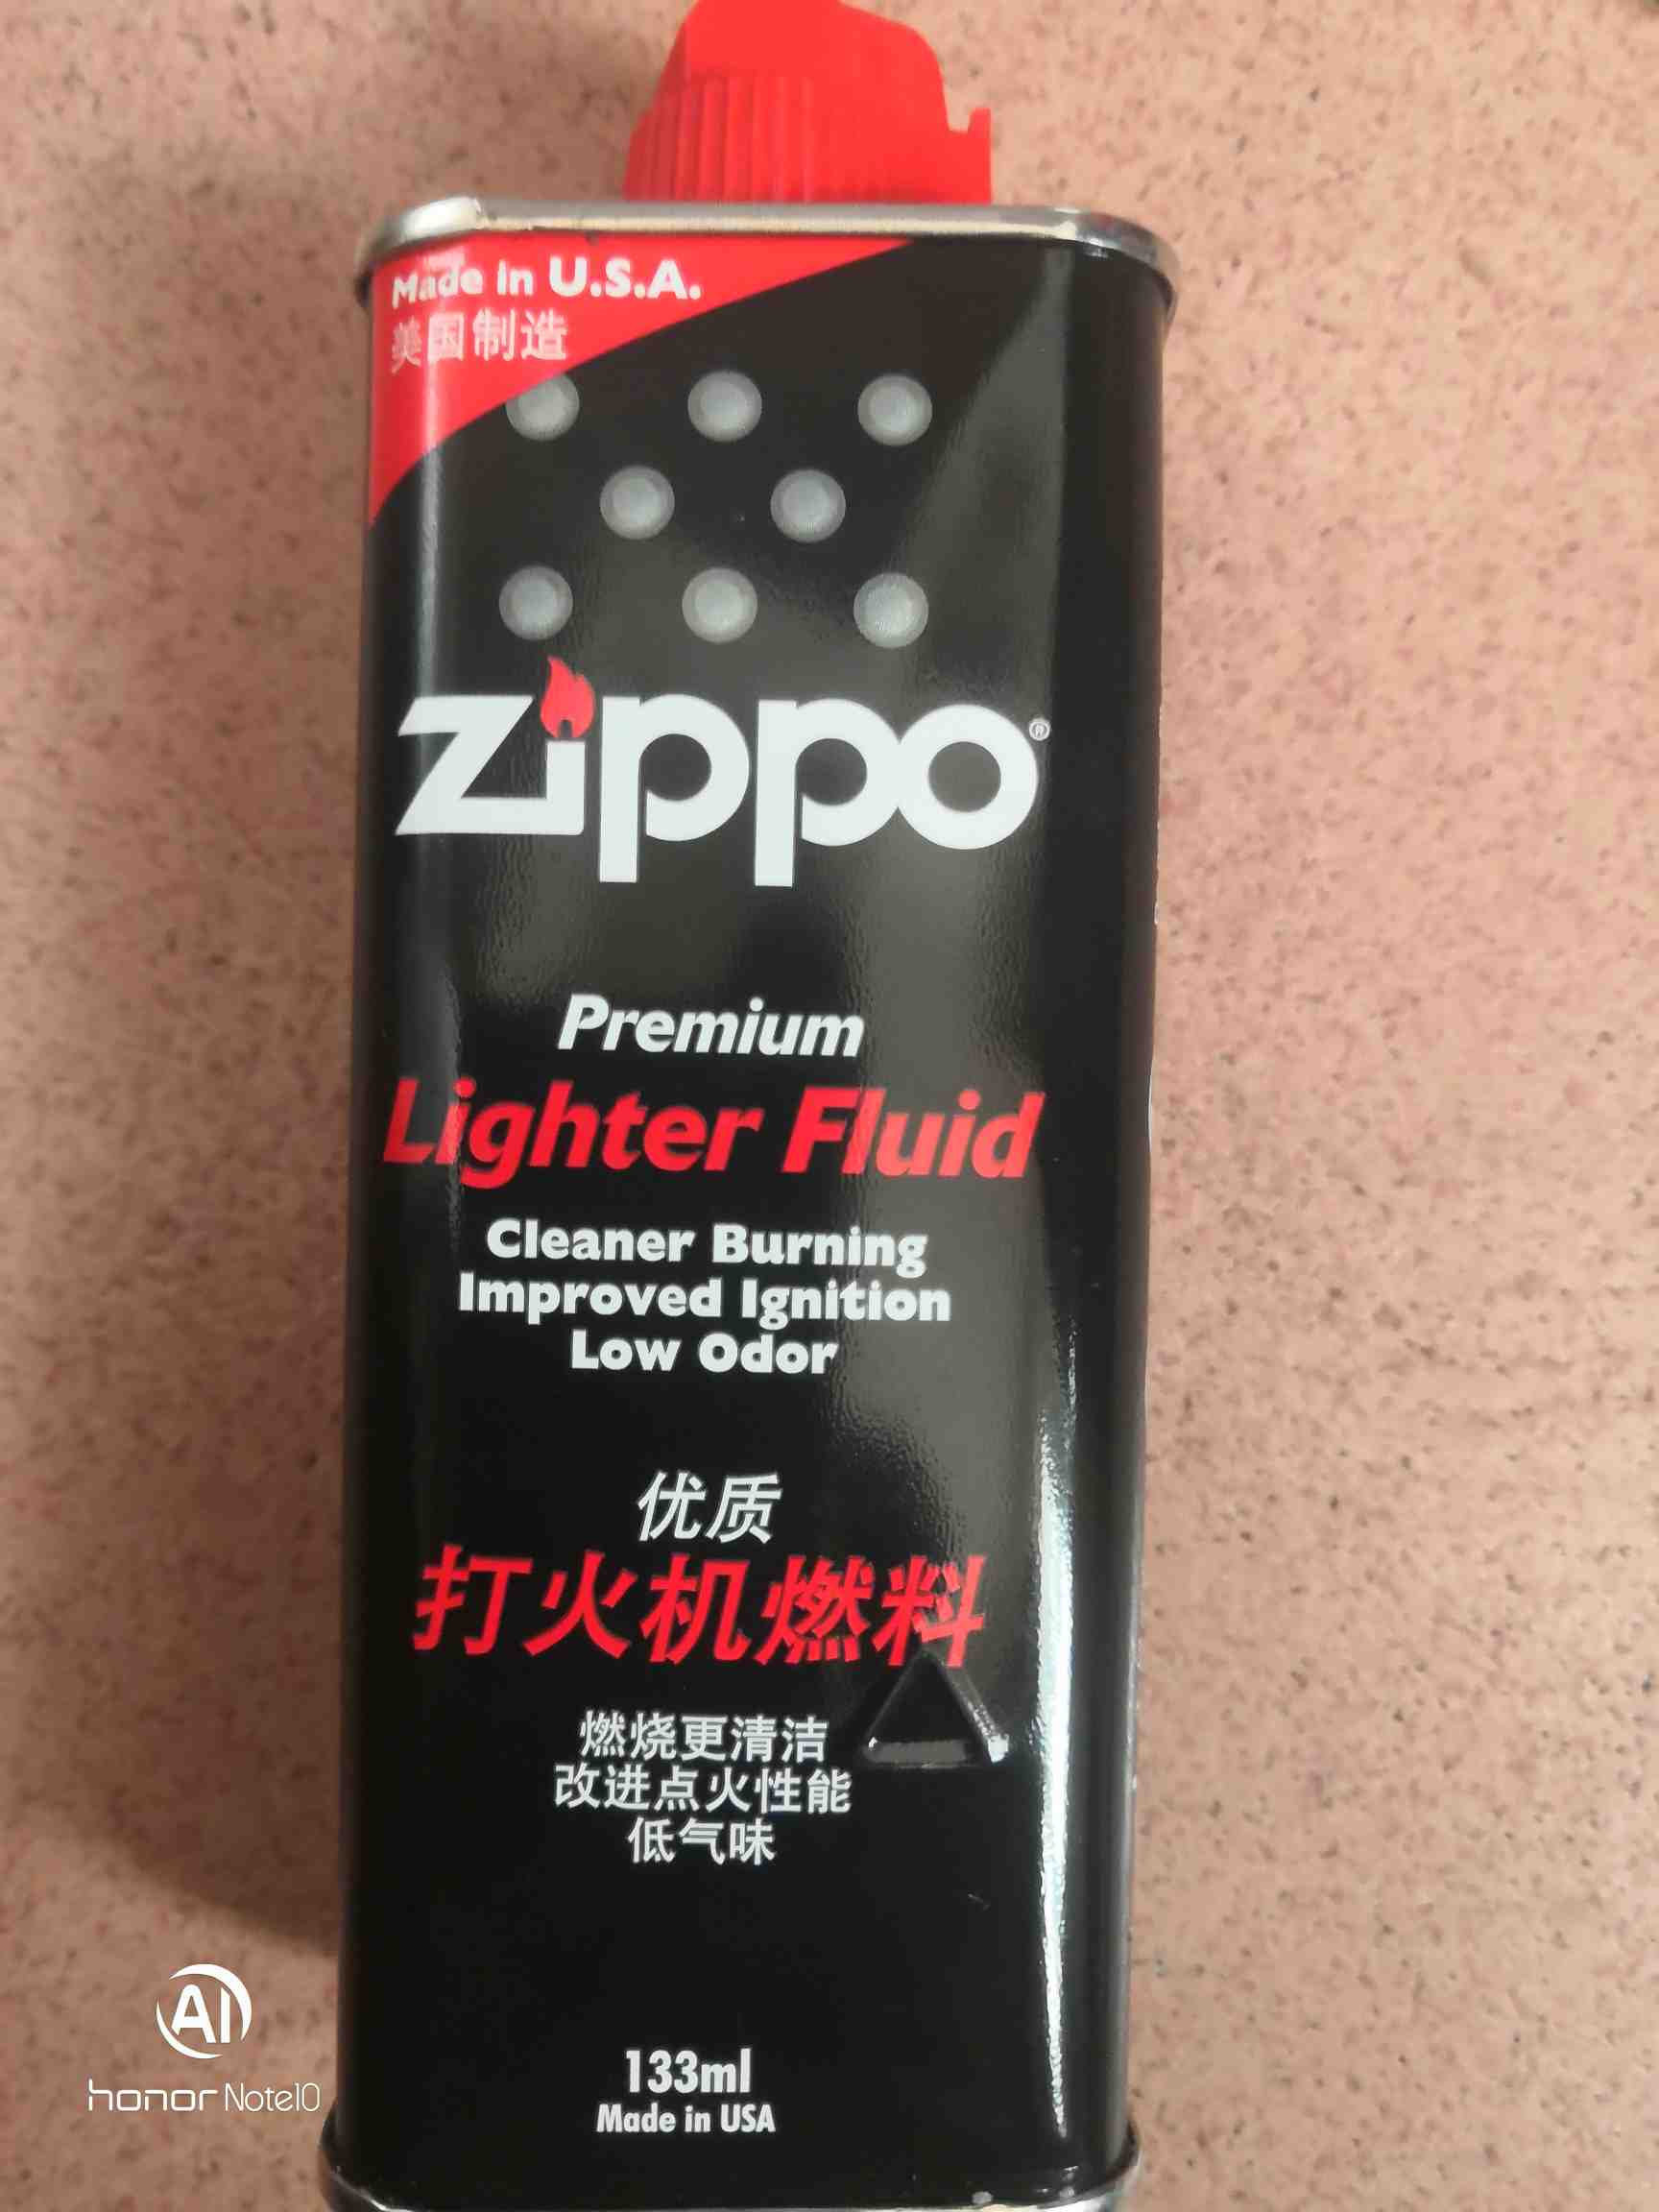 Made in U.S.A.
美国制造
zippo®
Premium
Lighter Fluid
Cleaner Burning
Improved Ignition
Low Odor
优质
打火机燃料
燃烧更清洁
改进点火性能
低气味
133ml
Made in USA
AI
honor Note10